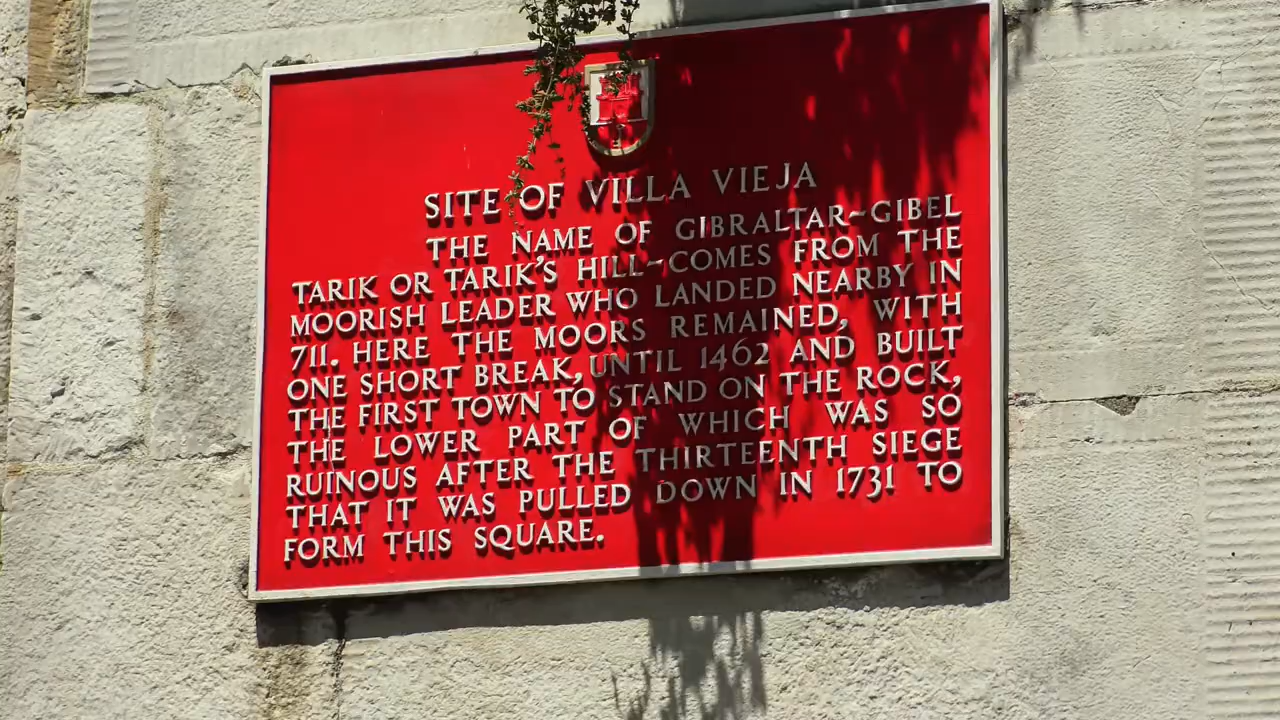 SITE OF VILLA VIEJA
THE NAME OF GIBRALTAR-GIBEL
TARIK OR TARIK'S HILL-COMES FROM THE
MOORISH LEADER WHO LANDED NEARBY IN
711. HERE THE MOORS REMAINED, WITH
ONE SHORT BREAK, UNTIL 1462 AND BUILT
THE FIRST TOWN TO STAND ON THE ROCK,
THE LOWER PART OF WHICH WAS SO
RUINOUS AFTER THE THIRTEENTH SIEGE
THAT IT WAS PULLED DOWN IN 1731 TO
FORM THIS SQUARE.